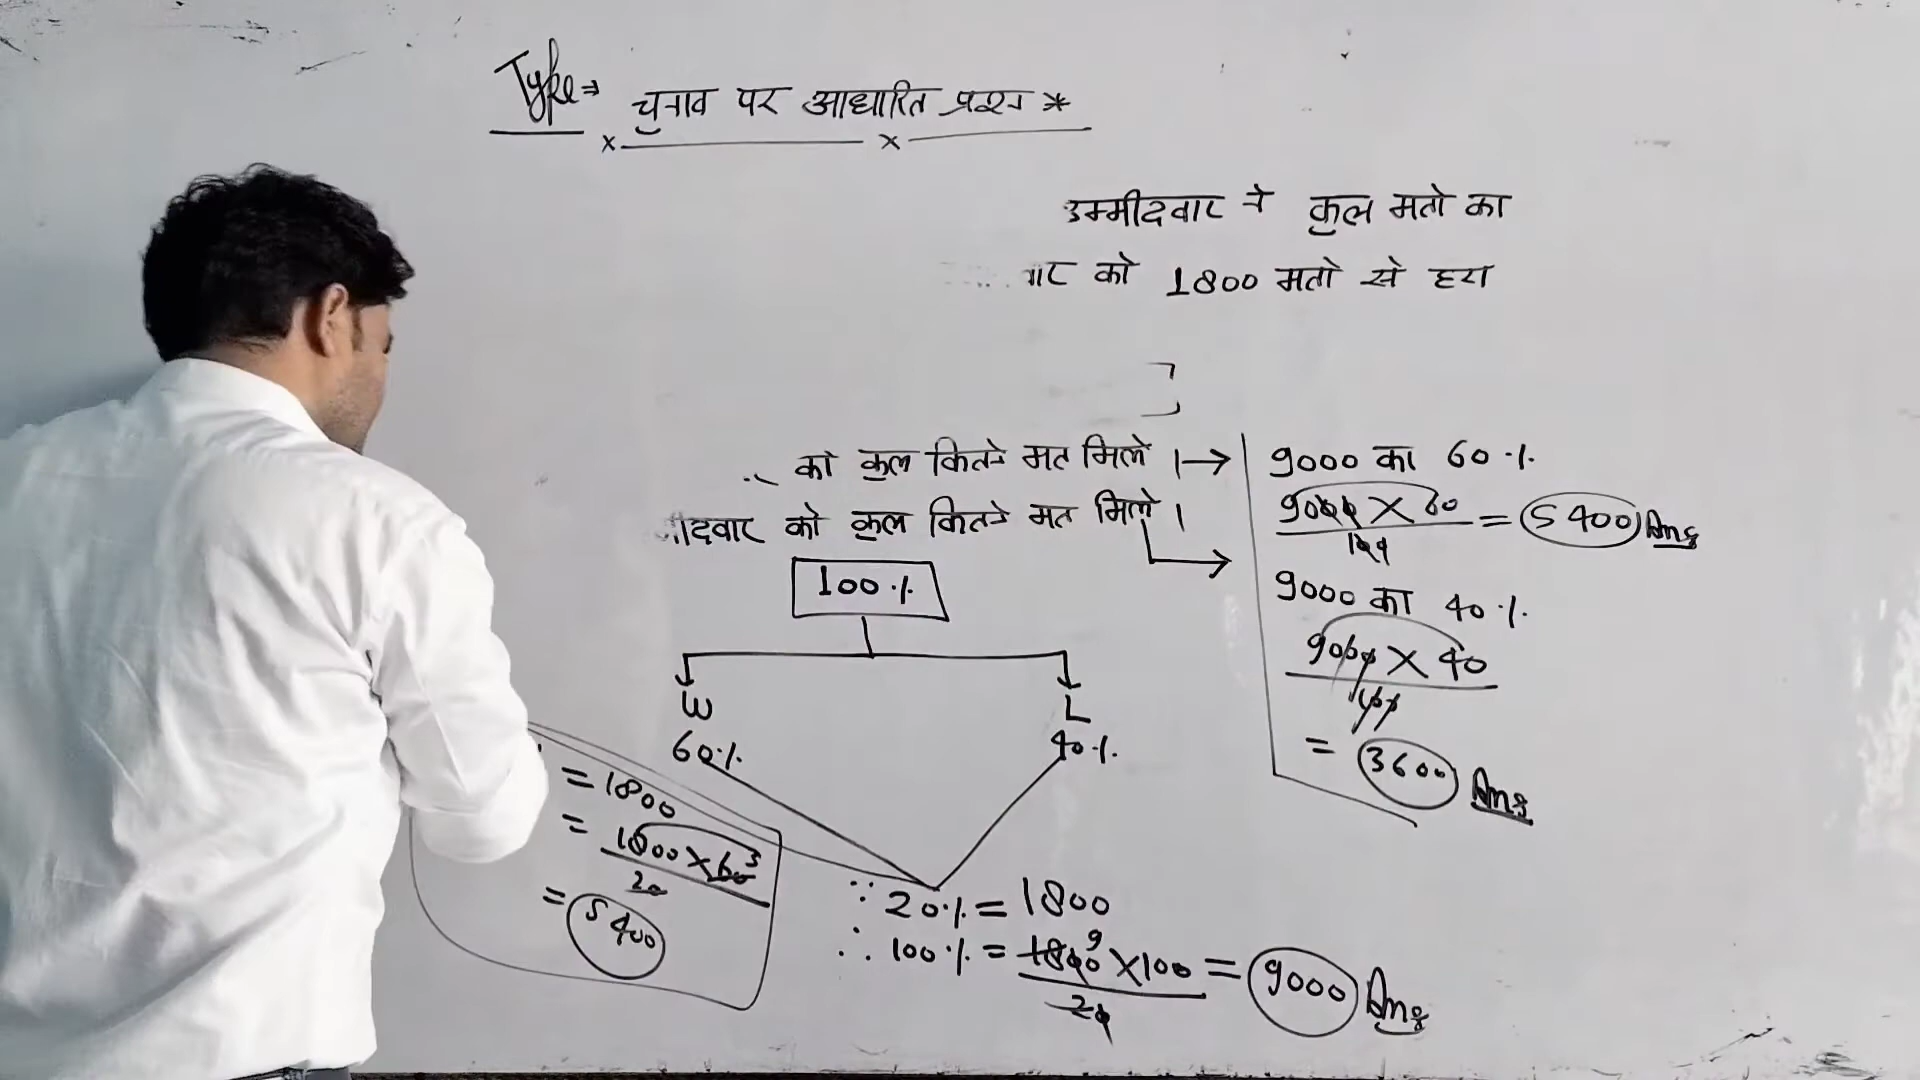 Type⇒ चुनाव पर आधारित प्रश्न *
उम्मीदवार ने कुल मतो का
को 1800 मतो से हरा
को कुल कितने मत मिले ।→
को कुल कितने मत मिले ।
100%
W
60%
L
40%
∵ 20% = 1800
∴ 100% = 1800 9 × 100 = 9000 Ans
20
= 1800
= 1800 × 60 3
20
= 5400
9000 का 60%
9000 × 60 = 5400 Ans
100
9000 का 40%
9000 × 40
100
= 3600 Ans